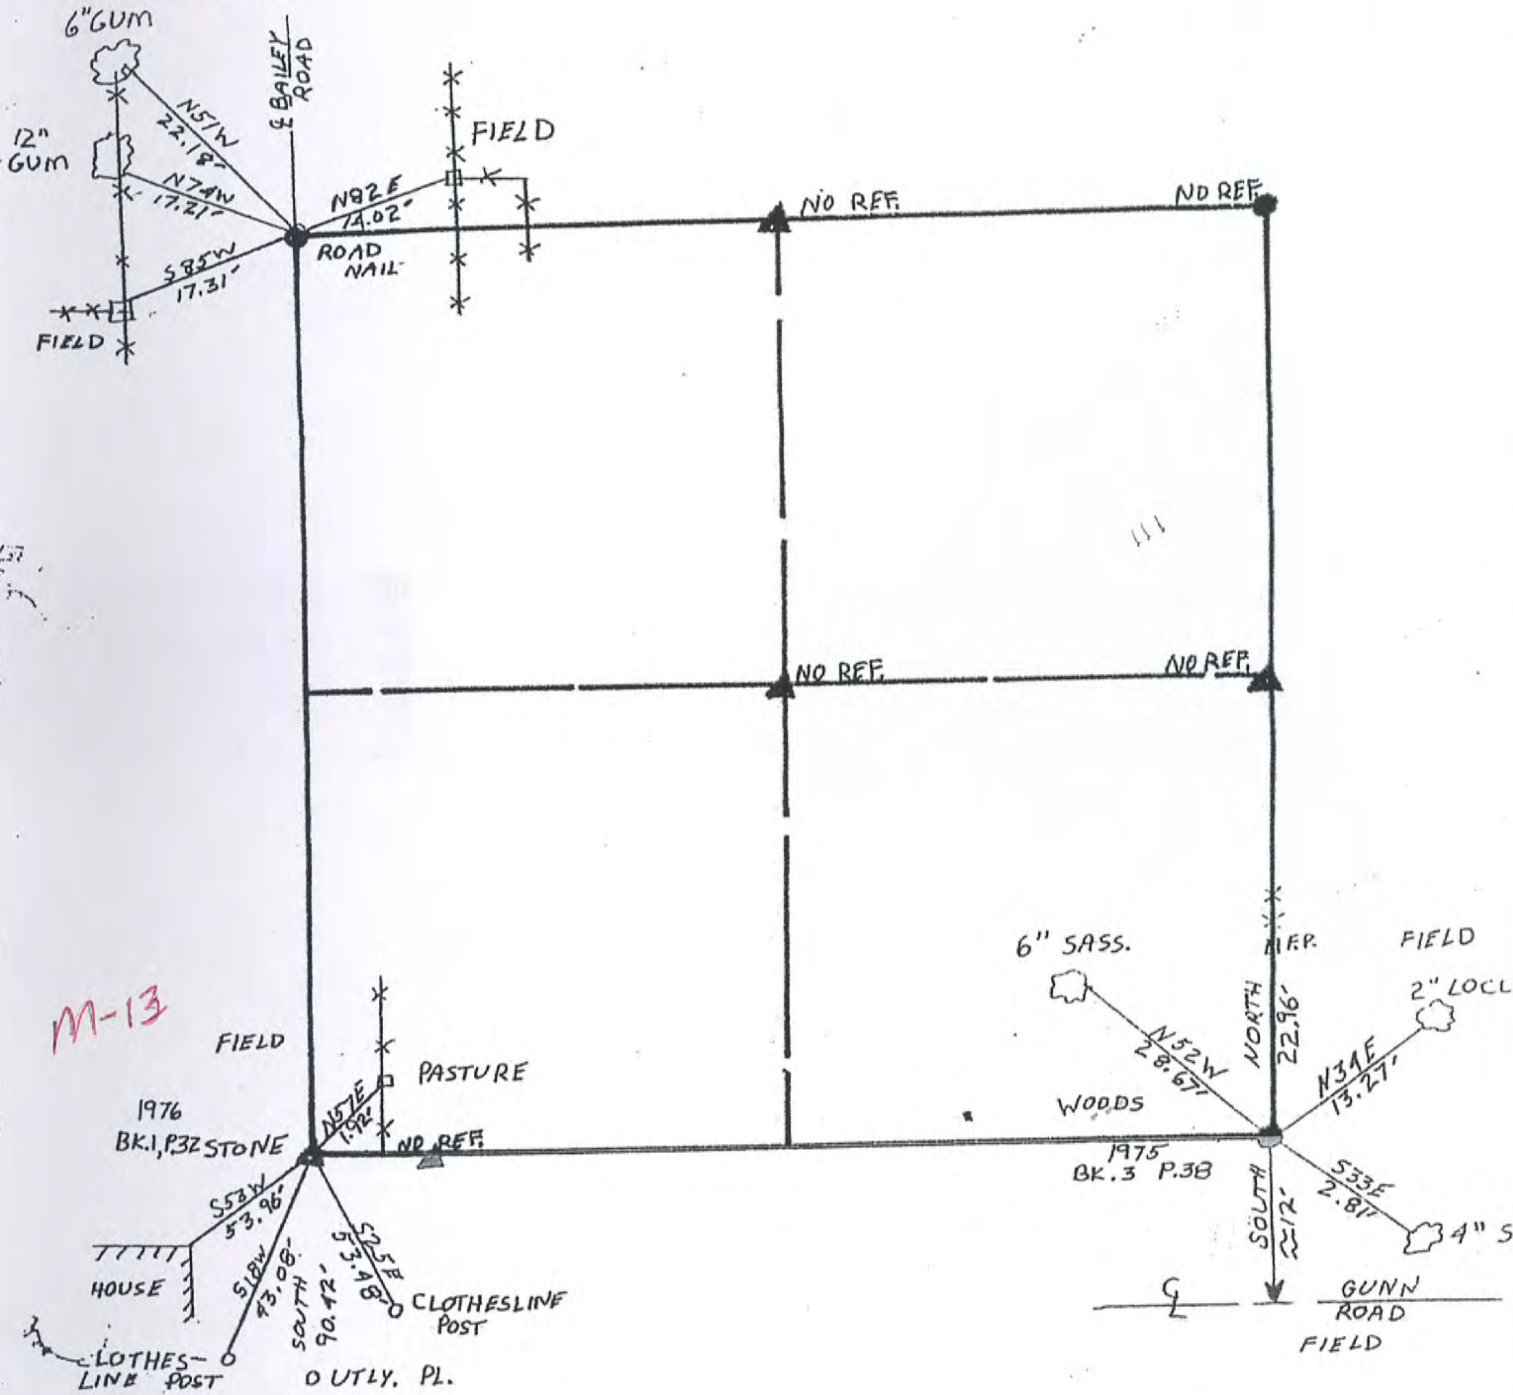 6" GUM
℄ BAILEY
ROAD
N51W
22.18'
12"
GUM
N74W
17.21'
N82E
14.02'
FIELD
NO REF.
NO REF.
ROAD
NAIL
S85W
17.31'
FIELD
NO REF.
NO REF.
M-13
6" SASS.
FIELD
2" LOCU
FIELD
N52W
28.67'
NORTH
22.96'
N34E
13.27'
PASTURE
WOODS
1976
BK.1, P.32 STONE
N57E
1.92'
NO REF.
1975
BK.3 P.38
S53W
53.96'
S18W
43.08'
SOUTH
90.42'
S25E
53.48'
SOUTH
≈12'
S33E
2.81'
4" S
HOUSE
CLOTHESLINE
POST
CLOTHES-
LINE POST
O UTLY. PL.
℄
GUNN
ROAD
FIELD